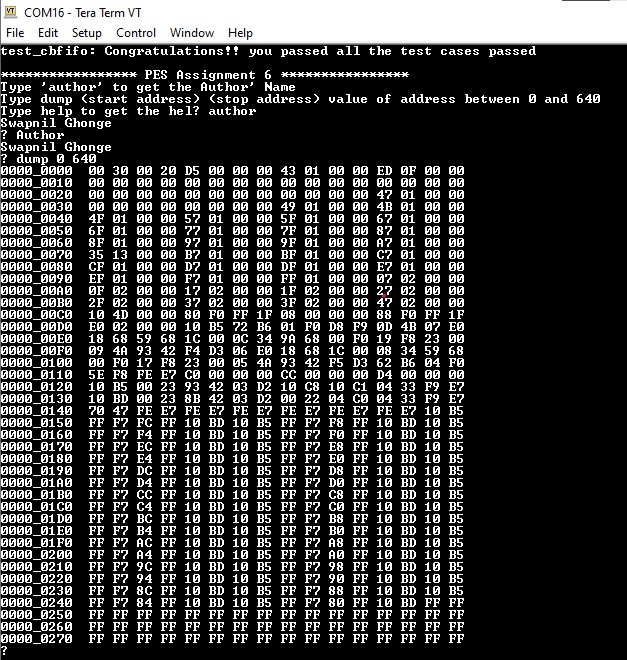 COM16 - Tera Term VT
File Edit Setup Control Window Help
test_cbfifo: Congratulations!! you passed all the test cases passed
***************** PES Assignment 6 ****************
Type 'author' to get the Author' Name
Type dump (start address) (stop address) value of address between 0 and 640
Type help to get the hel? author
Swapnil Ghonge
? Author
Swapnil Ghonge
? dump 0 640
0000_0000 00 30 00 20 D5 00 00 00 43 01 00 00 ED 0F 00 00
0000_0010 00 00 00 00 00 00 00 00 00 00 00 00 00 00 00 00
0000_0020 00 00 00 00 00 00 00 00 00 00 00 00 47 01 00 00
0000_0030 00 00 00 00 00 00 00 00 49 01 00 00 4B 01 00 00
0000_0040 4F 01 00 00 57 01 00 00 5F 01 00 00 67 01 00 00
0000_0050 6F 01 00 00 77 01 00 00 7F 01 00 00 87 01 00 00
0000_0060 8F 01 00 00 97 01 00 00 9F 01 00 00 A7 01 00 00
0000_0070 35 13 00 00 B7 01 00 00 BF 01 00 00 C7 01 00 00
0000_0080 CF 01 00 00 D7 01 00 00 DF 01 00 00 E7 01 00 00
0000_0090 EF 01 00 00 F7 01 00 00 FF 01 00 00 07 02 00 00
0000_00A0 0F 02 00 00 17 02 00 00 1F 02 00 00 27 02 00 00
0000_00B0 2F 02 00 00 37 02 00 00 3F 02 00 00 47 02 00 00
0000_00C0 10 4D 00 00 80 F0 FF 1F 08 00 00 00 88 F0 FF 1F
0000_00D0 E0 02 00 00 10 B5 72 B6 01 F0 D8 F9 0D 4B 07 E0
0000_00E0 18 68 59 68 1C 00 0C 34 9A 68 00 F0 19 F8 23 00
0000_00F0 09 4A 93 42 F4 D3 06 E0 18 68 1C 00 08 34 59 68
0000_0100 00 F0 17 F8 23 00 05 4A 93 42 F5 D3 62 B6 04 F0
0000_0110 5E F8 FE E7 C0 00 00 00 CC 00 00 00 D4 00 00 00
0000_0120 10 B5 00 23 93 42 03 D2 10 C8 10 C1 04 33 F9 E7
0000_0130 10 BD 00 23 8B 42 03 D2 00 22 04 C0 04 33 F9 E7
0000_0140 70 47 FE E7 FE E7 FE E7 FE E7 FE E7 FE E7 10 B5
0000_0150 FF F7 FC FF 10 BD 10 B5 FF F7 F8 FF 10 BD 10 B5
0000_0160 FF F7 F4 FF 10 BD 10 B5 FF F7 F0 FF 10 BD 10 B5
0000_0170 FF F7 EC FF 10 BD 10 B5 FF F7 E8 FF 10 BD 10 B5
0000_0180 FF F7 E4 FF 10 BD 10 B5 FF F7 E0 FF 10 BD 10 B5
0000_0190 FF F7 DC FF 10 BD 10 B5 FF F7 D8 FF 10 BD 10 B5
0000_01A0 FF F7 D4 FF 10 BD 10 B5 FF F7 D0 FF 10 BD 10 B5
0000_01B0 FF F7 CC FF 10 BD 10 B5 FF F7 C8 FF 10 BD 10 B5
0000_01C0 FF F7 C4 FF 10 BD 10 B5 FF F7 C0 FF 10 BD 10 B5
0000_01D0 FF F7 BC FF 10 BD 10 B5 FF F7 B8 FF 10 BD 10 B5
0000_01E0 FF F7 B4 FF 10 BD 10 B5 FF F7 B0 FF 10 BD 10 B5
0000_01F0 FF F7 AC FF 10 BD 10 B5 FF F7 A8 FF 10 BD 10 B5
0000_0200 FF F7 A4 FF 10 BD 10 B5 FF F7 A0 FF 10 BD 10 B5
0000_0210 FF F7 9C FF 10 BD 10 B5 FF F7 98 FF 10 BD 10 B5
0000_0220 FF F7 94 FF 10 BD 10 B5 FF F7 90 FF 10 BD 10 B5
0000_0230 FF F7 8C FF 10 BD 10 B5 FF F7 88 FF 10 BD 10 B5
0000_0240 FF F7 84 FF 10 BD 10 B5 FF F7 80 FF 10 BD FF FF
0000_0250 FF FF FF FF FF FF FF FF FF FF FF FF FF FF FF FF
0000_0260 FF FF FF FF FF FF FF FF FF FF FF FF FF FF FF FF
0000_0270 FF FF FF FF FF FF FF FF FF FF FF FF FF FF FF FF
?